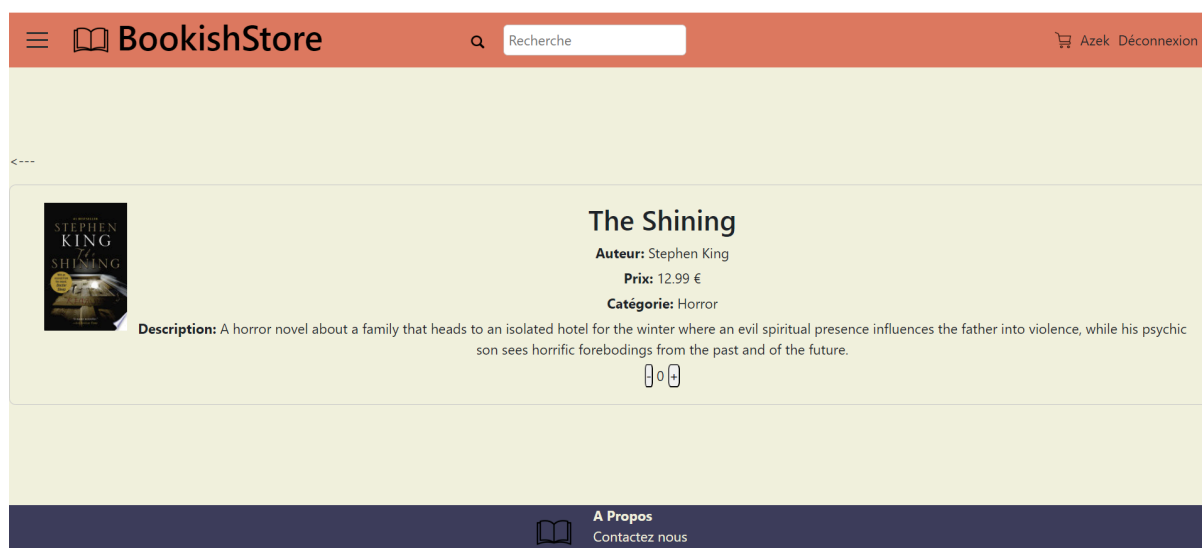 BookishStore
Recherche
Azek Déconnexion
<---
STEPHEN
KING
The
SHINING
The Shining
Auteur: Stephen King
Prix: 12.99 €
Catégorie: Horror
Description: A horror novel about a family that heads to an isolated hotel for the winter where an evil spiritual presence influences the father into violence, while his psychic
son sees horrific forebodings from the past and of the future.
- 0 +
A Propos
Contactez nous